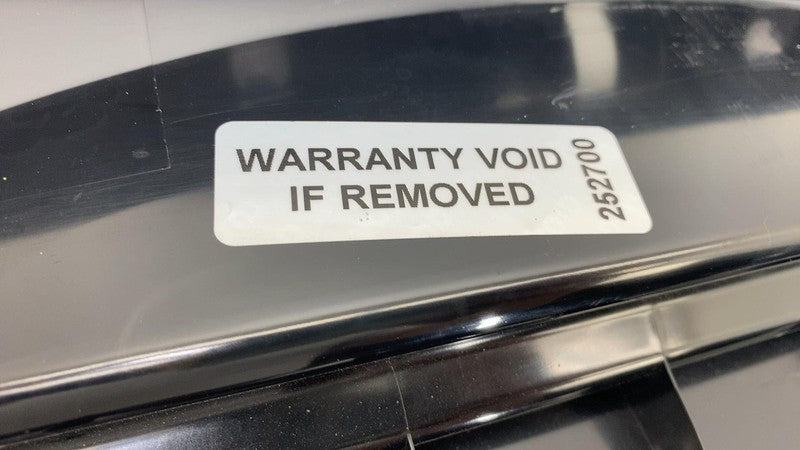 WARRANTY VOID
IF REMOVED
252700